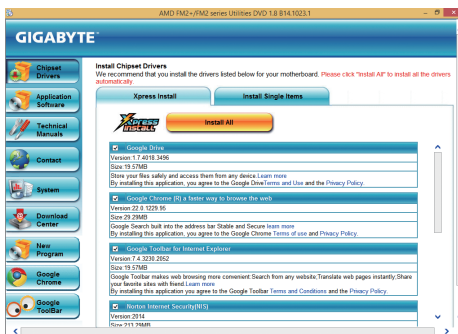 AMD FM2+/FM2 series Utilities DVD 1.8 B14.1023.1
GIGABYTE™
Chipset
Drivers
Application
Software
Technical
Manuals
Contact
System
Download
Center
New
Program
Google
Chrome
Google
ToolBar
Install Chipset Drivers
We recommend that you install the drivers listed below for your motherboard. Please click "Install All" to install all the drivers
automatically.
Xpress Install
Install Single Items
Xpress
Install
Install All
Google Drive
Version:1.7.4018.3496
Size:19.57MB
Store your files safely and access them from any device.Learn more
By installing this application, you agree to the Google DriveTerms and Use and the Privacy Policy.
Google Chrome (R) a faster way to browse the web
Version:22.0.1229.95
Size:29.29MB
Google Search built into the address bar Stable and Secure learn more
By installing this application, you agree to the Google Chrome Terms of use and Privacy Policy.
Google Toolbar for Internet Explorer
Version:7.4.3230.2052
Size:19.57MB
Google Toolbar makes web browsing more convenient:Search from any website;Translate web pages instantly;Share
your favorite sites with friend.Learn more
By installing this application, you agree to the Google Toolbar Terms and Conditions and the Privacy Policy.
Norton Internet Security(NIS)
Version:2014
Size:211.29MB